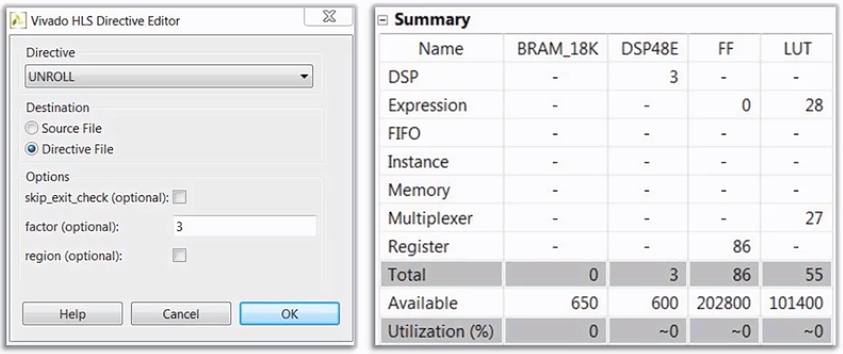 Vivado HLS Directive Editor
Directive
UNROLL
Destination
Source File
Directive File
Options
skip_exit_check (optional):
factor (optional): 3
region (optional):
Help Cancel OK
Summary
Name BRAM_18K DSP48E FF LUT
DSP - 3 - -
Expression - - 0 28
FIFO - - - -
Instance - - - -
Memory - - - -
Multiplexer - - - 27
Register - - 86 -
Total 0 3 86 55
Available 650 600 202800 101400
Utilization (%) 0 ~0 ~0 ~0